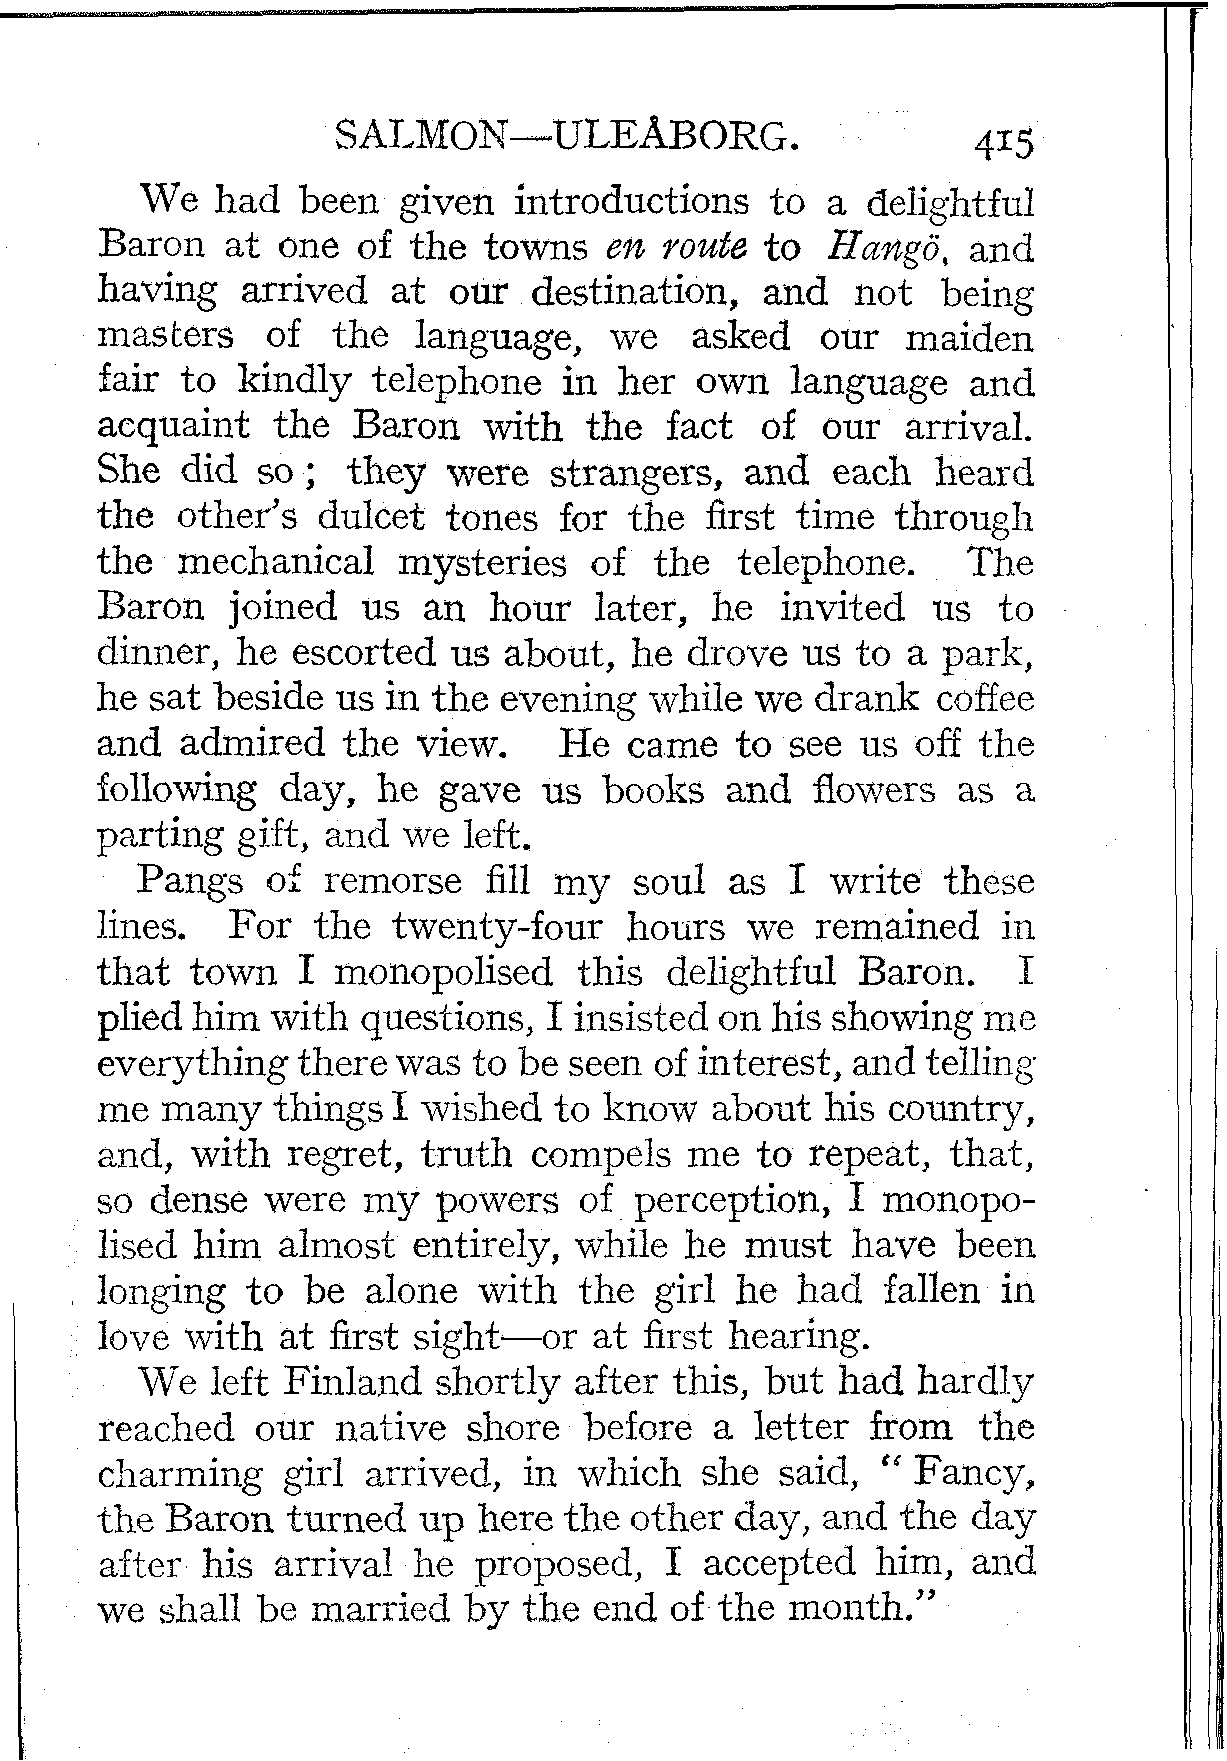 SALMON—ULEÅBORG. 415
We had been given introductions to a delightful
Baron at one of the towns en route to Hangö, and
having arrived at our destination, and not being
masters of the language, we asked our maiden
fair to kindly telephone in her own language and
acquaint the Baron with the fact of our arrival.
She did so; they were strangers, and each heard
the other's dulcet tones for the first time through
the mechanical mysteries of the telephone. The
Baron joined us an hour later, he invited us to
dinner, he escorted us about, he drove us to a park,
he sat beside us in the evening while we drank coffee
and admired the view. He came to see us off the
following day, he gave us books and flowers as a
parting gift, and we left.
Pangs of remorse fill my soul as I write these
lines. For the twenty-four hours we remained in
that town I monopolised this delightful Baron. I
plied him with questions, I insisted on his showing me
everything there was to be seen of interest, and telling
me many things I wished to know about his country,
and, with regret, truth compels me to repeat, that,
so dense were my powers of perception, I monopo-
lised him almost entirely, while he must have been
longing to be alone with the girl he had fallen in
love with at first sight—or at first hearing.
We left Finland shortly after this, but had hardly
reached our native shore before a letter from the
charming girl arrived, in which she said, “Fancy,
the Baron turned up here the other day, and the day
after his arrival he proposed, I accepted him, and
we shall be married by the end of the month.”